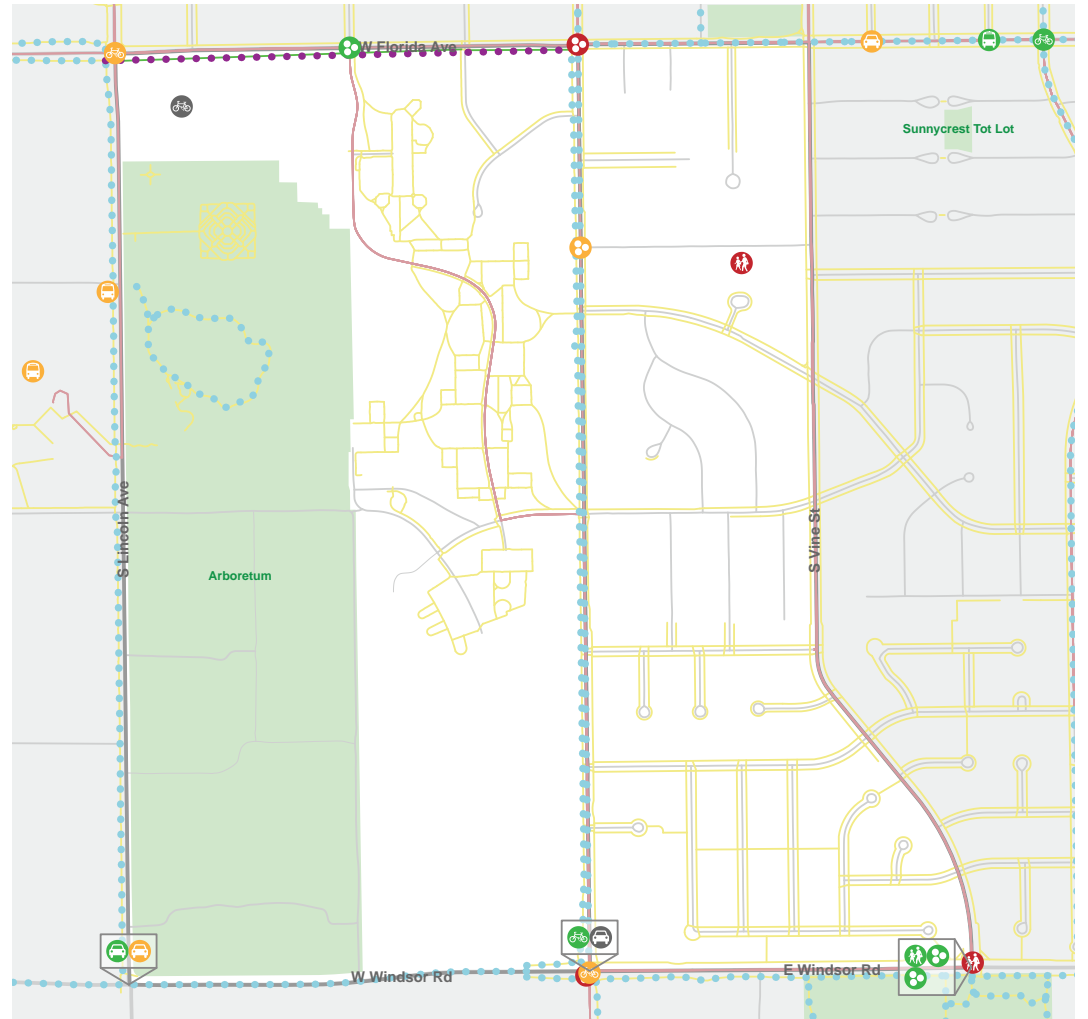 W Florida Ave
Sunnycrest Tot Lot
S Lincoln Ave
S Vine St
Arboretum
W Windsor Rd
E Windsor Rd